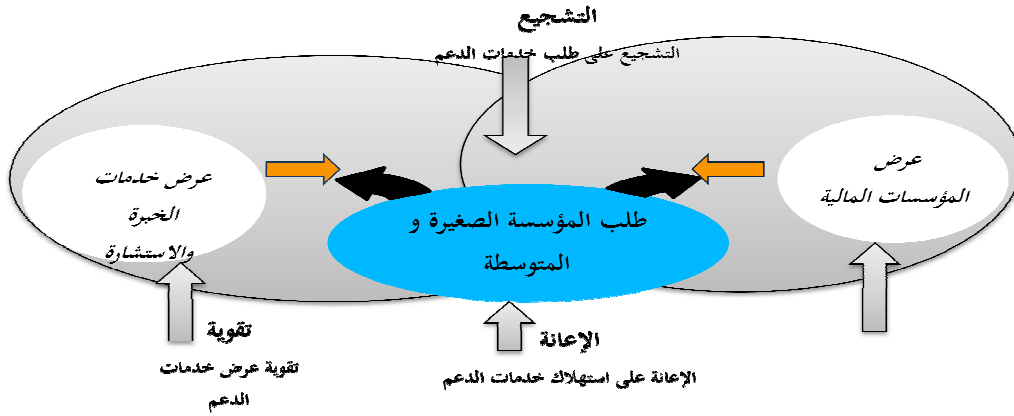 التشجيع
التشجيع على طلب خدمات الدعم
عرض
المؤسسات المالية
عرض خدمات
الخبرة
والاستشارة
طلب المؤسسة الصغيرة و
المتوسطة
الإعانة
الإعانة على استهلاك خدمات الدعم
تقوية
تقوية عرض خدمات
الدعم